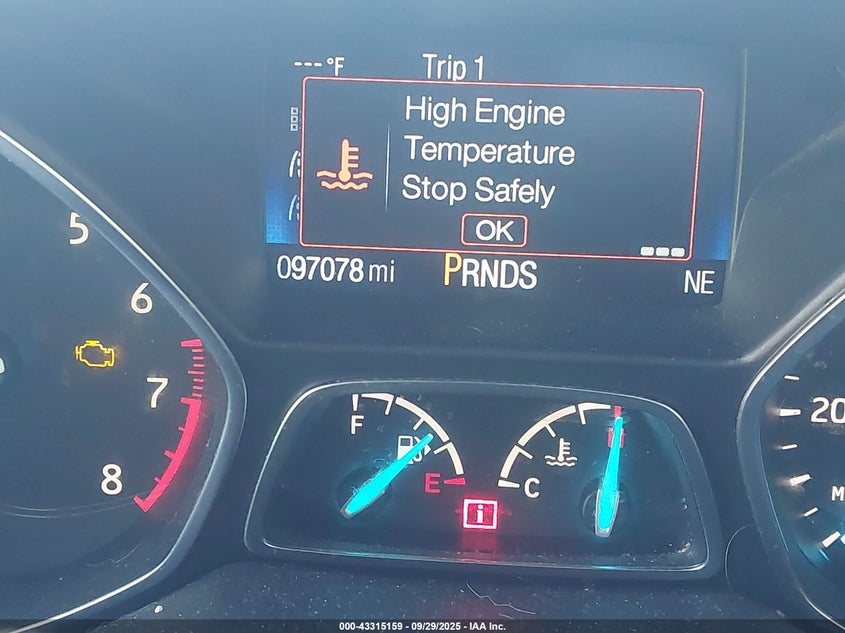 ---°F Trip 1
High Engine
Temperature
Stop Safely
OK
097078 mi PRNDS NE
5
6
7
8
F
E
C
i
20
M
000-43315159 - 09/29/2025 - IAA Inc.